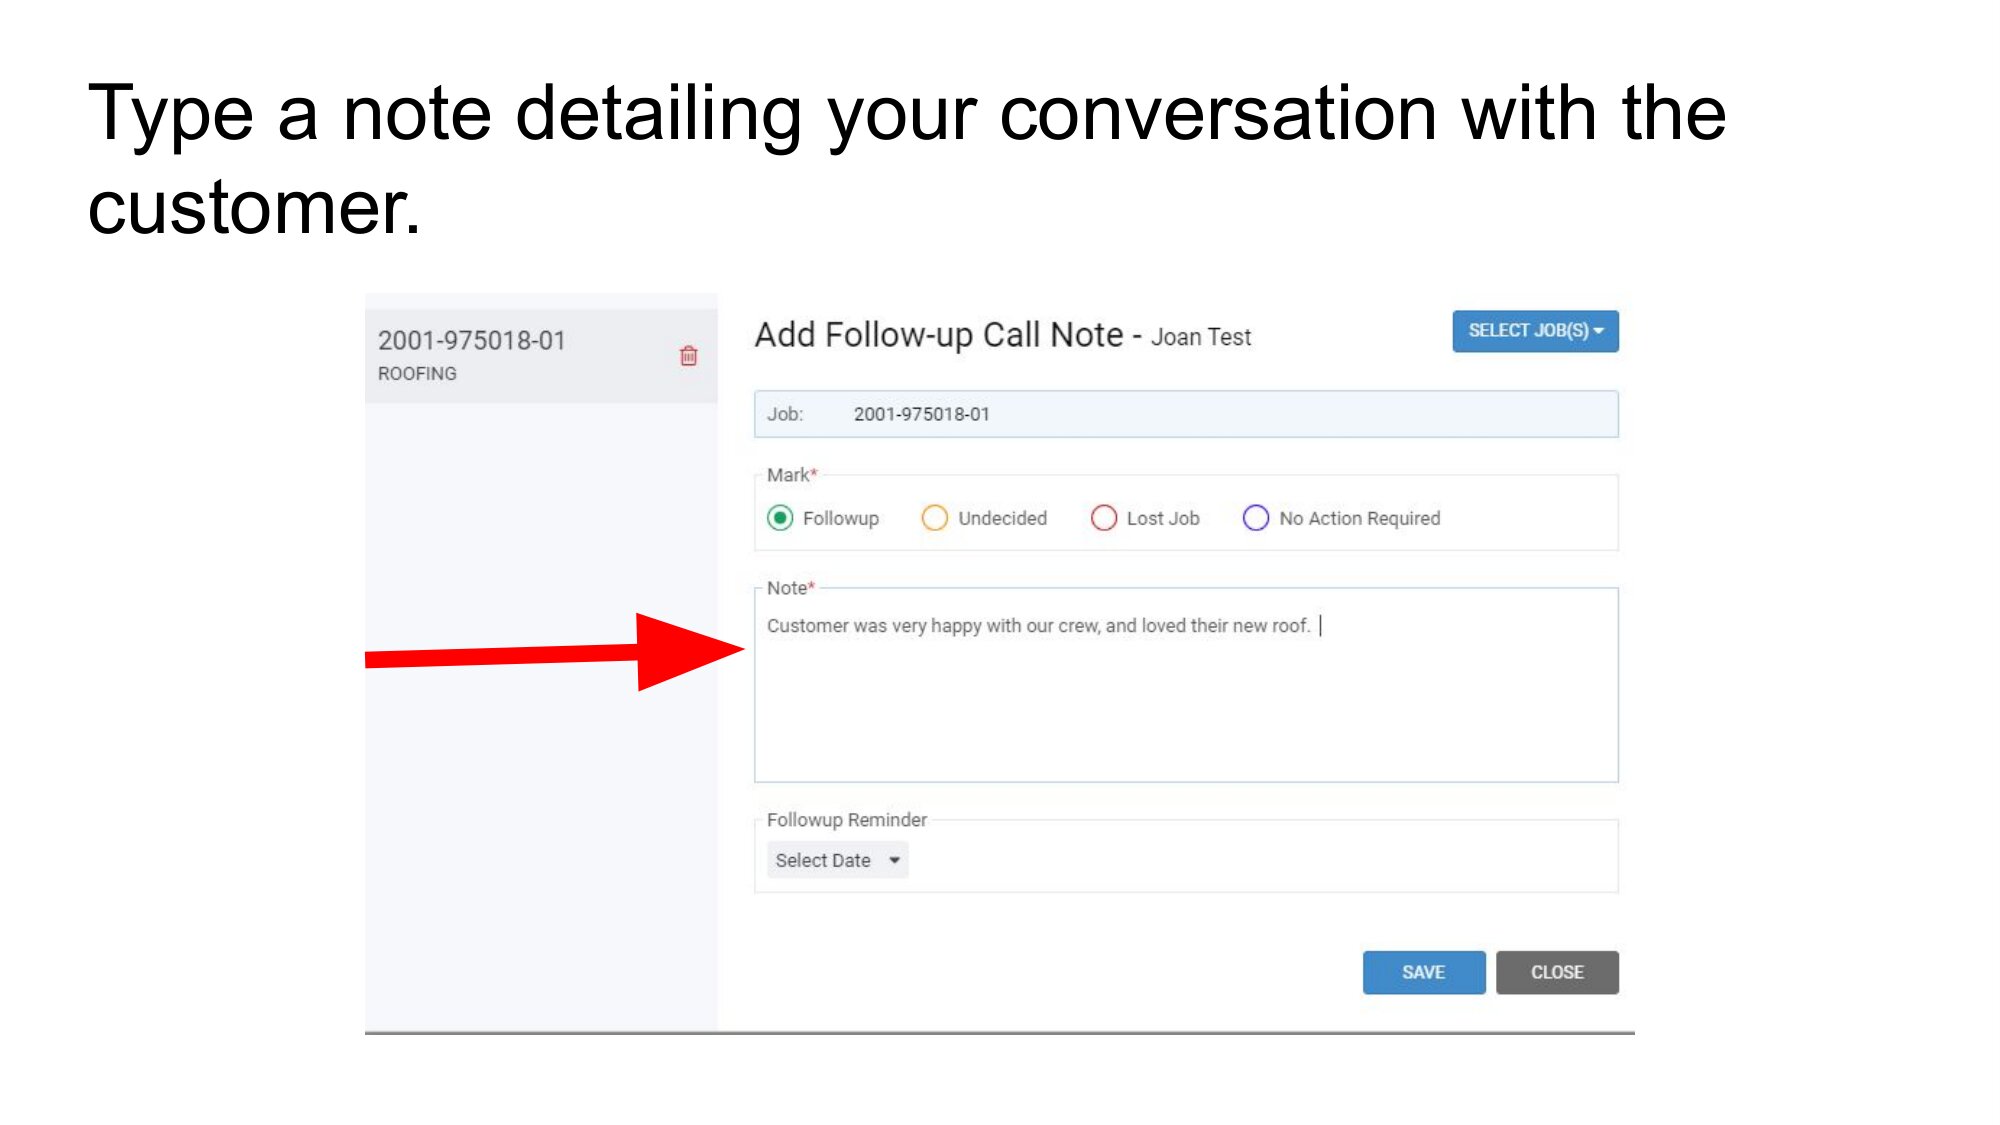 Type a note detailing your conversation with the
customer.
2001-975018-01
ROOFING
Add Follow-up Call Note - Joan Test
SELECT JOB(S)
Job: 2001-975018-01
Mark*
Followup Undecided Lost Job No Action Required
Note*
Customer was very happy with our crew, and loved their new roof.
Followup Reminder
Select Date
SAVE CLOSE